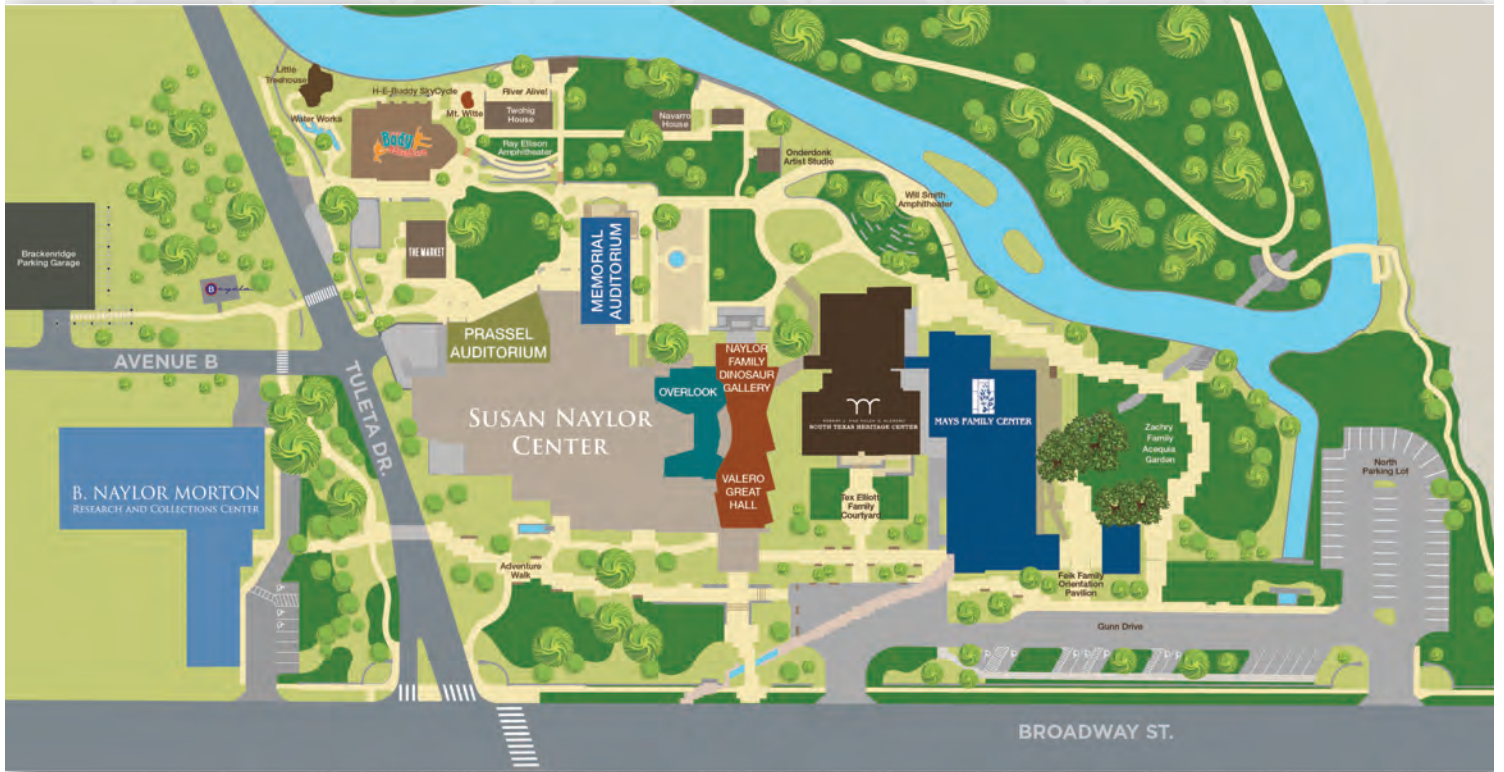 Little
Treehouse
H-E-Buddy SkyCycle
River Alive!
Mt. Witte
Twohig
House
Navarro
House
Water Works
Body
Ray Ellison
Amphitheater
Onderdonk
Artist Studio
Will Smith
Amphitheater
Brackenridge
Parking Garage
B
THE MARKET
MEMORIAL
AUDITORIUM
PRASSEL
AUDITORIUM
AVENUE B
TULETA DR.
NAYLOR
FAMILY
DINOSAUR
GALLERY
OVERLOOK
SUSAN NAYLOR
CENTER
SOUTH TEXAS HERITAGE CENTER
MAYS FAMILY CENTER
Zachry
Family
Acequia
Garden
North
Parking Lot
B. NAYLOR MORTON
RESEARCH AND COLLECTIONS CENTER
VALERO
GREAT
HALL
Tex Elliott
Family
Courtyard
Adventure
Walk
Feik Family
Orientation
Pavilion
Gunn Drive
BROADWAY ST.